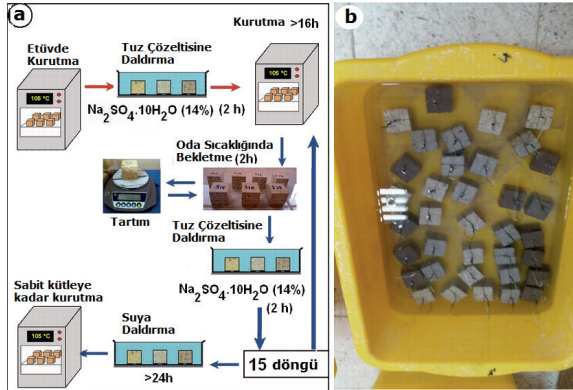 a
Etüvde
Kurutma
105 °C
Tuz Çözeltisine
Daldırma
Na2SO4.10H2O (14%) (2 h)
Kurutma >16h
105 °C
Oda Sıcaklığında
Bekletme (2h)
Tartım
Tuz Çözeltisine
Daldırma
Na2SO4.10H2O (14%)
(2 h)
15 döngü
Suya
Daldırma
>24h
Sabit kütleye
kadar kurutma
105 °C
b